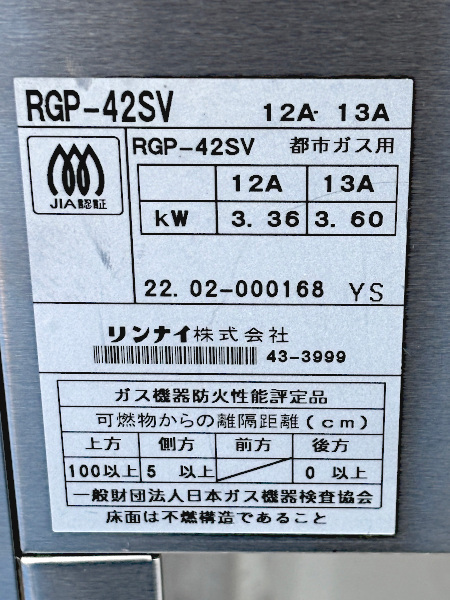 RGP-42SV 12A・13A
JIA認証
RGP-42SV 都市ガス用
12A 13A
kW 3.36 3.60
22.02-000168 YS
リンナイ株式会社
43-3999
ガス機器防火性能評定品
可燃物からの離隔距離(cm)
上方 側方 前方 後方
100以上 5 以上 0 以上
一般財団法人日本ガス機器検査協会
床面は不燃構造であること